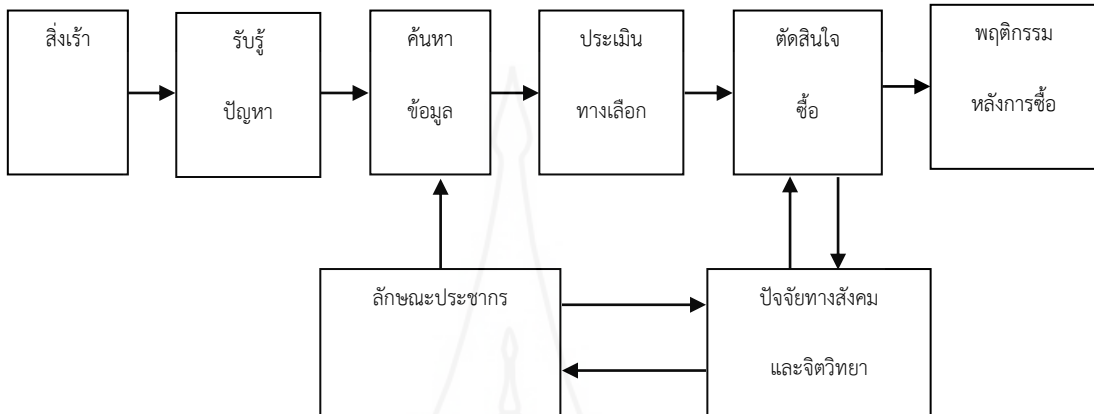 สิ่งเร้า
รับรู้
ปัญหา
ค้นหา
ข้อมูล
ประเมิน
ทางเลือก
ตัดสินใจ
ซื้อ
พฤติกรรม
หลังการซื้อ
ลักษณะประชากร
ปัจจัยทางสังคม
และจิตวิทยา